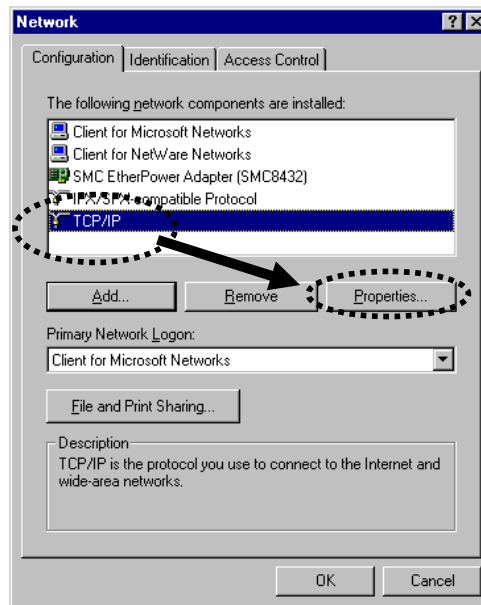 Network
Configuration Identification Access Control
The following network components are installed:
Client for Microsoft Networks
Client for NetWare Networks
SMC EtherPower Adapter (SMC8432)
IPX/SPX-compatible Protocol
TCP/IP
Add... Remove Properties...
Primary Network Logon:
Client for Microsoft Networks
File and Print Sharing...
Description
TCP/IP is the protocol you use to connect to the Internet and
wide-area networks.
OK Cancel